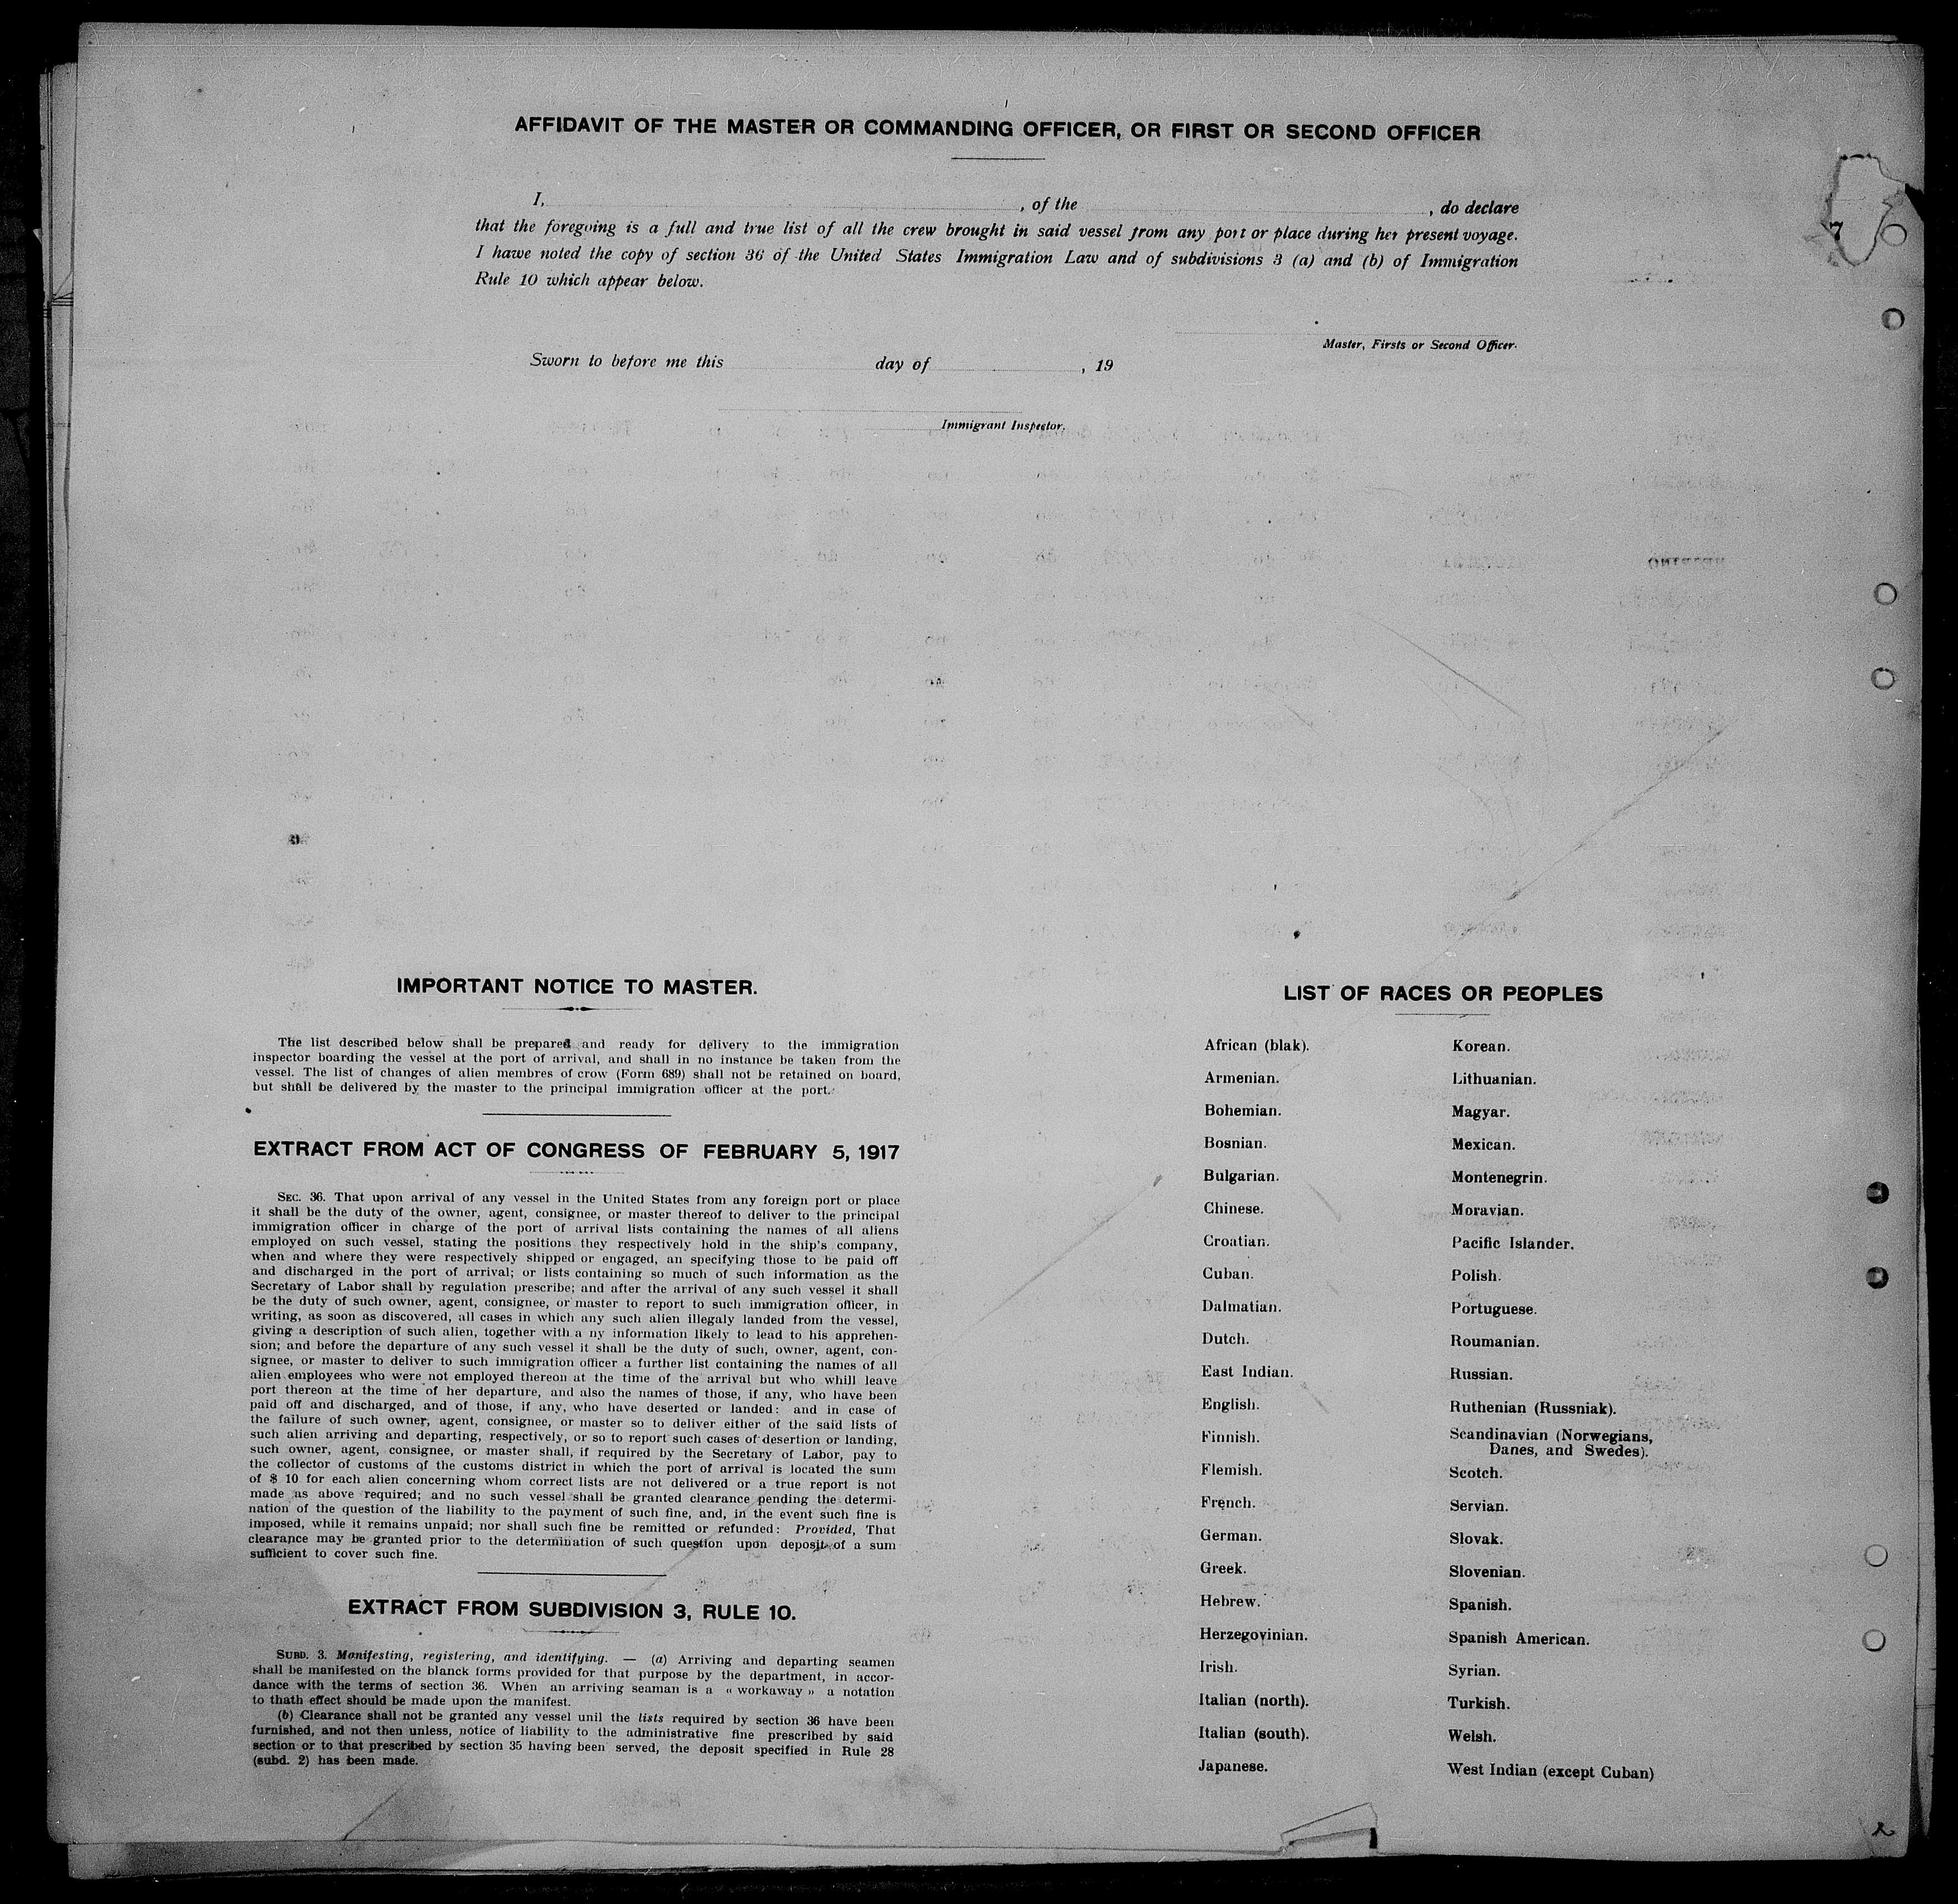 AFFIDAVIT OF THE MASTER OR COMMANDING OFFICER, OR FIRST OR SECOND OFFICER
I, , of the , do declare
that the foregoing is a full and true list of all the crew brought in said vessel from any port or place during her present voyage.
I hawe noted the copy of section 36 of the United States Immigration Law and of subdivisions 3 (a) and (b) of Immigration
Rule 10 which appear below.
Master, Firsts or Second Officer.
Sworn to before me this day of , 19
Immigrant Inspector.
7
IMPORTANT NOTICE TO MASTER.
The list described below shall be prepared and ready for delivery to the immigration
inspector boarding the vessel at the port of arrival, and shall in no instance be taken from the
vessel. The list of changes of alien membres of crow (Form 689) shall not be retained on board,
but shall be delivered by the master to the principal immigration officer at the port.
EXTRACT FROM ACT OF CONGRESS OF FEBRUARY 5, 1917
SEC. 36. That upon arrival of any vessel in the United States from any foreign port or place
it shall be the duty of the owner, agent, consignee, or master thereof to deliver to the principal
immigration officer in charge of the port of arrival lists containing the names of all aliens
employed on such vessel, stating the positions they respectively hold in the ship's company,
when and where they were respectively shipped or engaged, an specifying those to be paid off
and discharged in the port of arrival; or lists containing so much of such information as the
Secretary of Labor shall by regulation prescribe; and after the arrival of any such vessel it shall
be the duty of such owner, agent, consignee, or master to report to such immigration officer, in
writing, as soon as discovered, all cases in which any such alien illegaly landed from the vessel,
giving a description of such alien, together with a ny information likely to lead to his apprehen-
sion; and before the departure of any such vessel it shall be the duty of such, owner, agent, con-
signee, or master to deliver to such immigration officer a further list containing the names of all
alien employees who were not employed thereon at the time of the arrival but who whill leave
port thereon at the time of her departure, and also the names of those, if any, who have been
paid off and discharged, and of those, if any, who have deserted or landed: and in case of
the failure of such owner, agent, consignee, or master so to deliver either of the said lists of
such alien arriving and departing, respectively, or so to report such cases of desertion or landing,
such owner, agent, consignee, or master shall, if required by the Secretary of Labor, pay to
the collector of customs of the customs district in which the port of arrival is located the sum
of $ 10 for each alien concerning whom correct lists are not delivered or a true report is not
made as above required; and no such vessel shall be granted clearance pending the determi-
nation of the question of the liability to the payment of such fine, and, in the event such fine is
imposed, while it remains unpaid; nor shall such fine be remitted or refunded: Provided, That
clearance may be granted prior to the determination of such question upon deposit of a sum
sufficient to cover such fine.
EXTRACT FROM SUBDIVISION 3, RULE 10.
SUBD. 3. Manifesting, registering, and identifying. — (a) Arriving and departing seamen
shall be manifested on the blanck forms provided for that purpose by the department, in accor-
dance with the terms of section 36. When an arriving seaman is a « workaway » a notation
to thath effect should be made upon the manifest.
(b) Clearance shall not be granted any vessel unil the lists required by section 36 have been
furnished, and not then unless, notice of liability to the administrative fine prescribed by said
section or to that prescribed by section 35 having been served, the deposit specified in Rule 28
(subd. 2) has been made.
LIST OF RACES OR PEOPLES
African (blak).
Armenian.
Bohemian.
Bosnian.
Bulgarian.
Chinese.
Croatian.
Cuban.
Dalmatian.
Dutch.
East Indian.
English.
Finnish.
Flemish.
French.
German.
Greek.
Hebrew.
Herzegovinian.
Irish.
Italian (north).
Italian (south).
Japanese.
Korean.
Lithuanian.
Magyar.
Mexican.
Montenegrin.
Moravian.
Pacific Islander.
Polish.
Portuguese.
Roumanian.
Russian.
Ruthenian (Russniak).
Scandinavian (Norwegians,
Danes, and Swedes).
Scotch.
Servian.
Slovak.
Slovenian.
Spanish.
Spanish American.
Syrian.
Turkish.
Welsh.
West Indian (except Cuban)